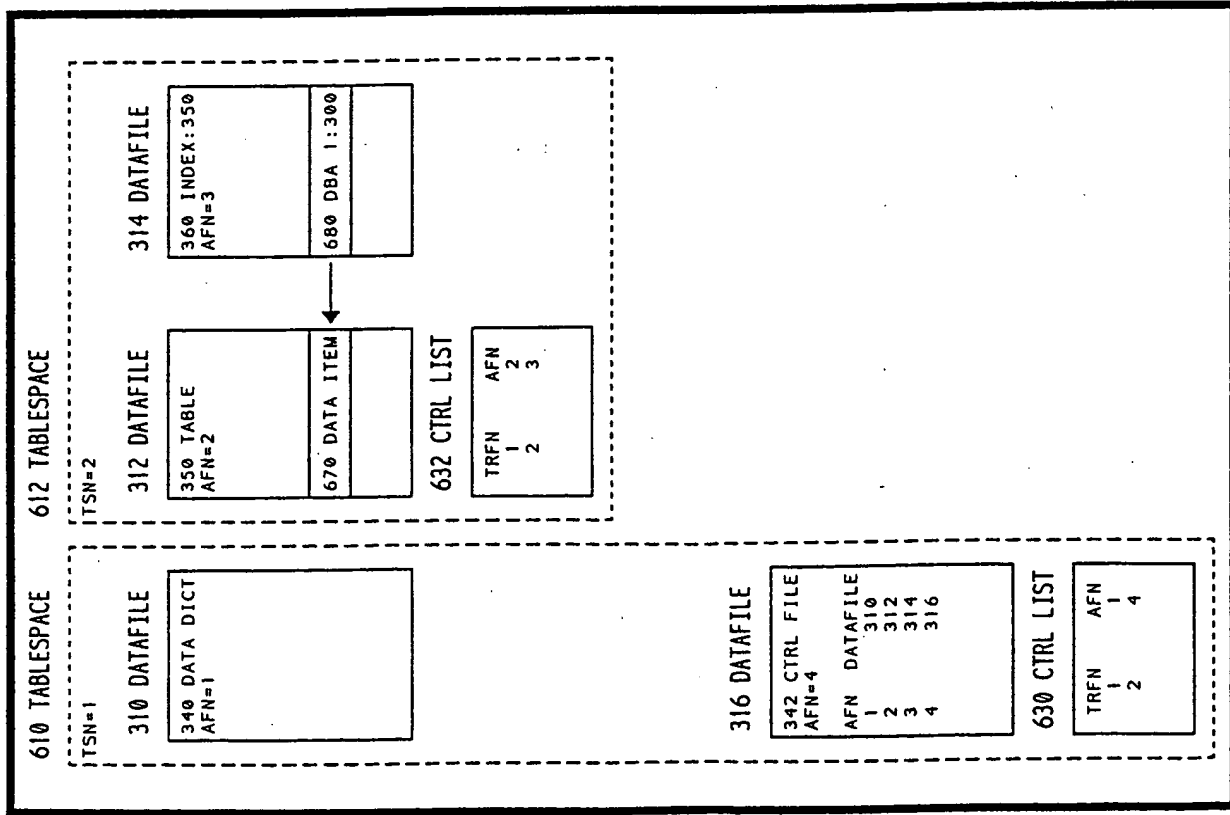 610 TABLESPACE
TSN=1
310 DATAFILE
340 DATA DICT
AFN=1
316 DATAFILE
342 CTRL FILE
AFN=4
AFN DATAFILE
1 310
2 312
3 314
4 316
630 CTRL LIST
TRFN AFN
1 1
2 4
612 TABLESPACE
TSN=2
312 DATAFILE
350 TABLE
AFN=2
670 DATA ITEM
632 CTRL LIST
TRFN AFN
1 2
2 3
314 DATAFILE
360 INDEX:350
AFN=3
680 DBA 1:300